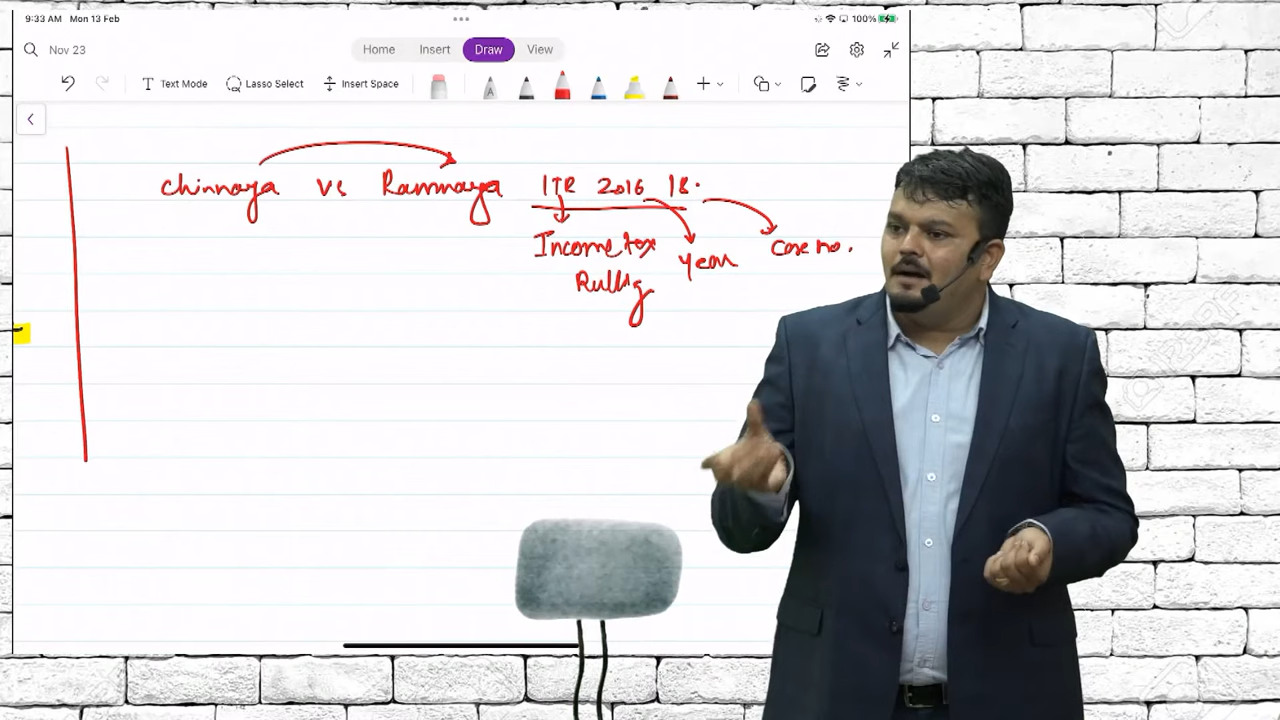 9:33 AM Mon 13 Feb
100%
Nov 23
Home Insert Draw View
Text Mode Lasso Select Insert Space
Chinnaya vs Ramnaya ITR 2016 18.
Income tax year Case no.
Rulling